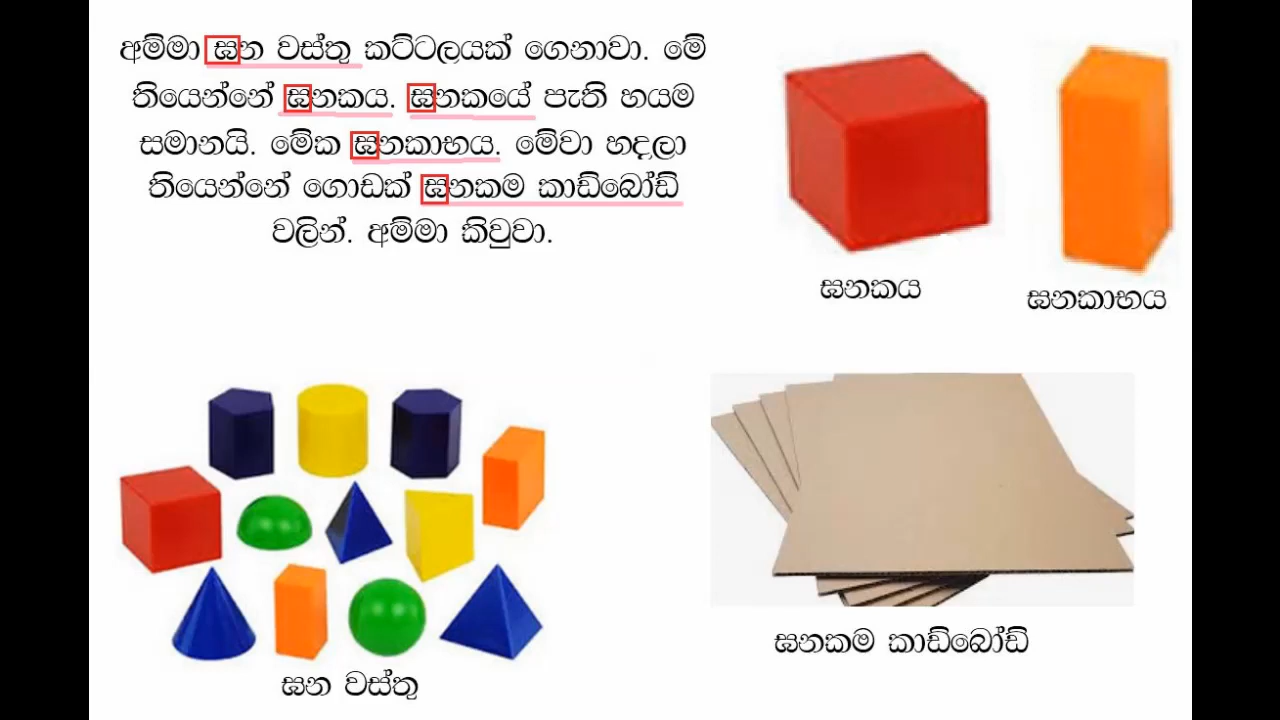 අම්මා ඝන වස්තු කට්ටලයක් ගෙනාවා. මේ
තියෙන්නේ ඝනකය. ඝනකයේ පැති හයම
සමානයි. මේක ඝනකාභය. මේවා හදලා
තියෙන්නේ ගොඩක් ඝනකම කාඩ්බෝඩ්
වලින්. අම්මා කිවුවා.
ඝනකය
ඝනකාභය
ඝන වස්තු
ඝනකම කාඩ්බෝඩ්